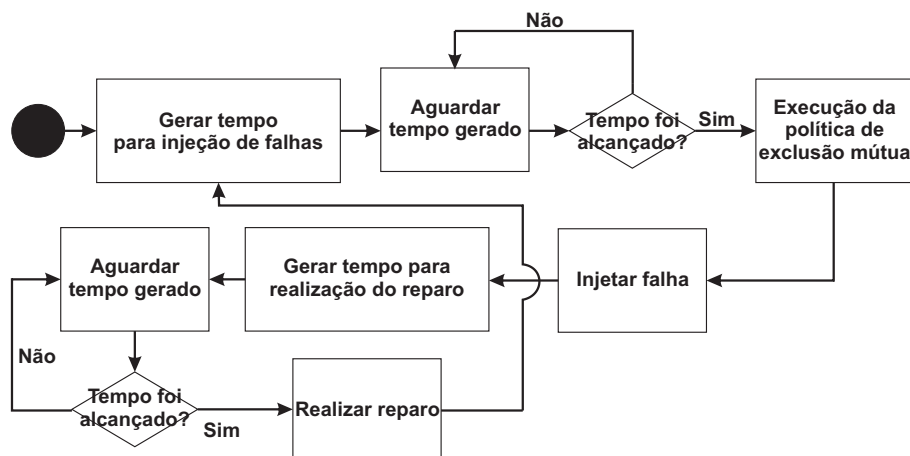 Não
Gerar tempo
para injeção de falhas
Aguardar
tempo gerado
Tempo foi
alcançado?
Sim
Execução da
política de
exclusão mútua
Aguardar
tempo gerado
Gerar tempo para
realização do reparo
Injetar falha
Não
Tempo foi
alcançado?
Sim
Realizar reparo